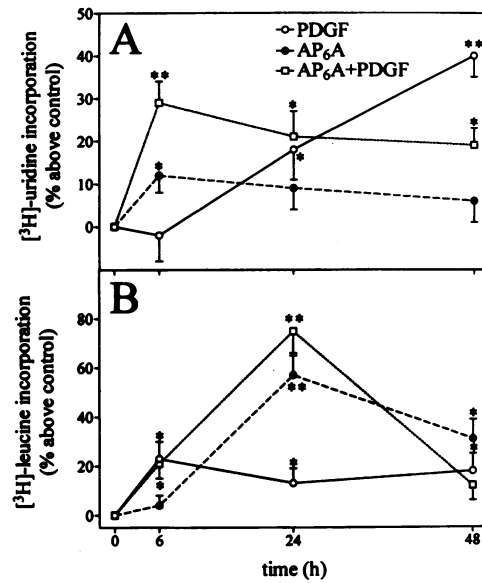 A
PDGF
AP₆A
AP₆A+PDGF
[³H]-uridine incorporation
(% above control)
50
40
30
20
10
0
**
*
**
*
*
*
B
[³H]-leucine incorporation
(% above control)
80
60
40
20
0
*
*
**
**
*
*
*
0
6
24
48
time (h)